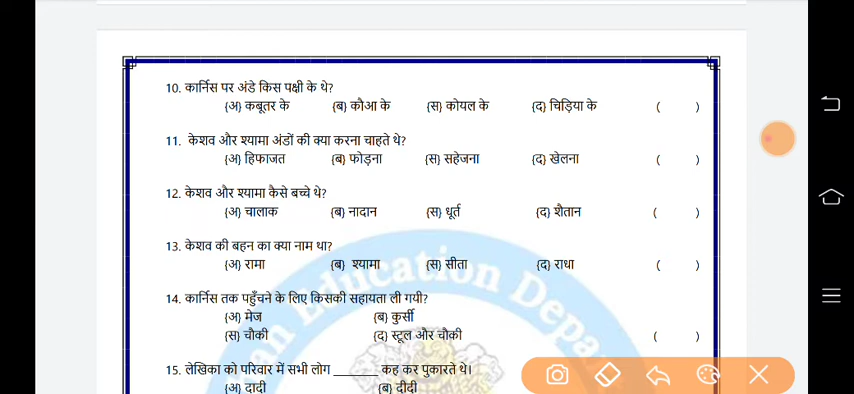 10. कार्निस पर अंडे किस पक्षी के थे?
{अ} कबूतर के {ब} कौआ के {स} कोयल के {द} चिड़िया के ( )
11. केशव और श्यामा अंडों की क्या करना चाहते थे?
{अ} हिफाजत {ब} फोड़ना {स} सहेजना {द} खेलना ( )
12. केशव और श्यामा कैसे बच्चे थे?
{अ} चालाक {ब} नादान {स} धूर्त {द} शैतान ( )
13. केशव की बहन का क्या नाम था?
{अ} रामा {ब} श्यामा {स} सीता {द} राधा ( )
14. कार्निस तक पहुँचने के लिए किसकी सहायता ली गयी?
{अ} मेज {ब} कुर्सी
{स} चौकी {द} स्टूल और चौकी ( )
15. लेखिका को परिवार में सभी लोग ________ कह कर पुकारते थे।
{अ} दादी {ब} दीदी
Education